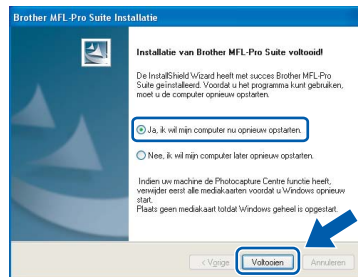 Brother MFL-Pro Suite Installatie
Installatie van Brother MFL-Pro Suite voltooid!
De InstallShield Wizard heeft met succes Brother MFL-Pro
Suite geïnstalleerd. Voordat u het programma kunt gebruiken,
moet u de computer opnieuw opstarten.
Ja, ik wil mijn computer nu opnieuw opstarten.
Nee, ik wil mijn computer later opnieuw opstarten.
Indien uw machine de Photocapture Centre functie heeft,
verwijder eerst alle mediakaarten voordat u Windows opnieuw
start.
Plaats geen mediakaart totdat Windows geheel is opgestart.
< Vorige
Voltooien
Annuleren